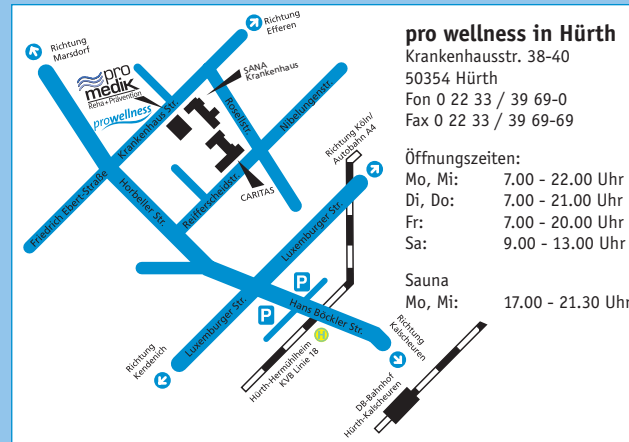 Richtung
Efferen
Richtung
Marsdorf
pro
medik
Reha+Prävention
prowellness
SANA
Krankenhaus
Krankenhaus Str.
Rosellstr.
Nibelungenstr.
Friedrich Ebert-Straße
Horbeller Str.
Reifferscheidstr.
CARITAS
Richtung Köln/
Autobahn A4
Luxemburger Str.
Luxemburger Str.
P
P
Hans Böckler Str.
H
Hürth-Hermühlheim
KVB Linie 18
Richtung
Kendenich
Richtung
Kalscheuren
DB-Bahnhof
Hürth-Kalscheuren
pro wellness in Hürth
Krankenhausstr. 38-40
50354 Hürth
Fon 0 22 33 / 39 69-0
Fax 0 22 33 / 39 69-69
Öffnungszeiten:
Mo, Mi: 7.00 - 22.00 Uhr
Di, Do: 7.00 - 21.00 Uhr
Fr: 7.00 - 20.00 Uhr
Sa: 9.00 - 13.00 Uhr
Sauna
Mo, Mi: 17.00 - 21.30 Uhr